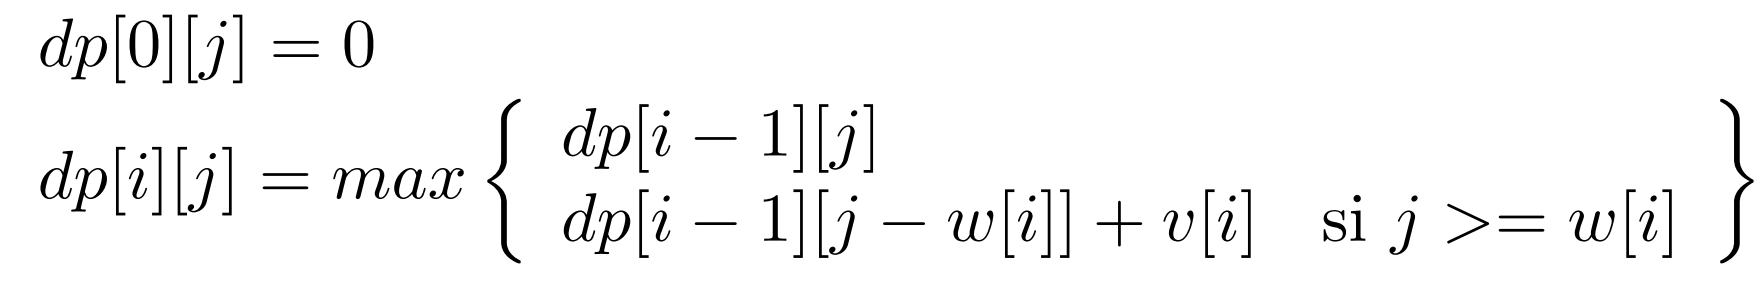 dp[0][j] = 0
dp[i][j] = max { dp[i − 1][j]
dp[i − 1][j − w[i]] + v[i] si j >= w[i] }